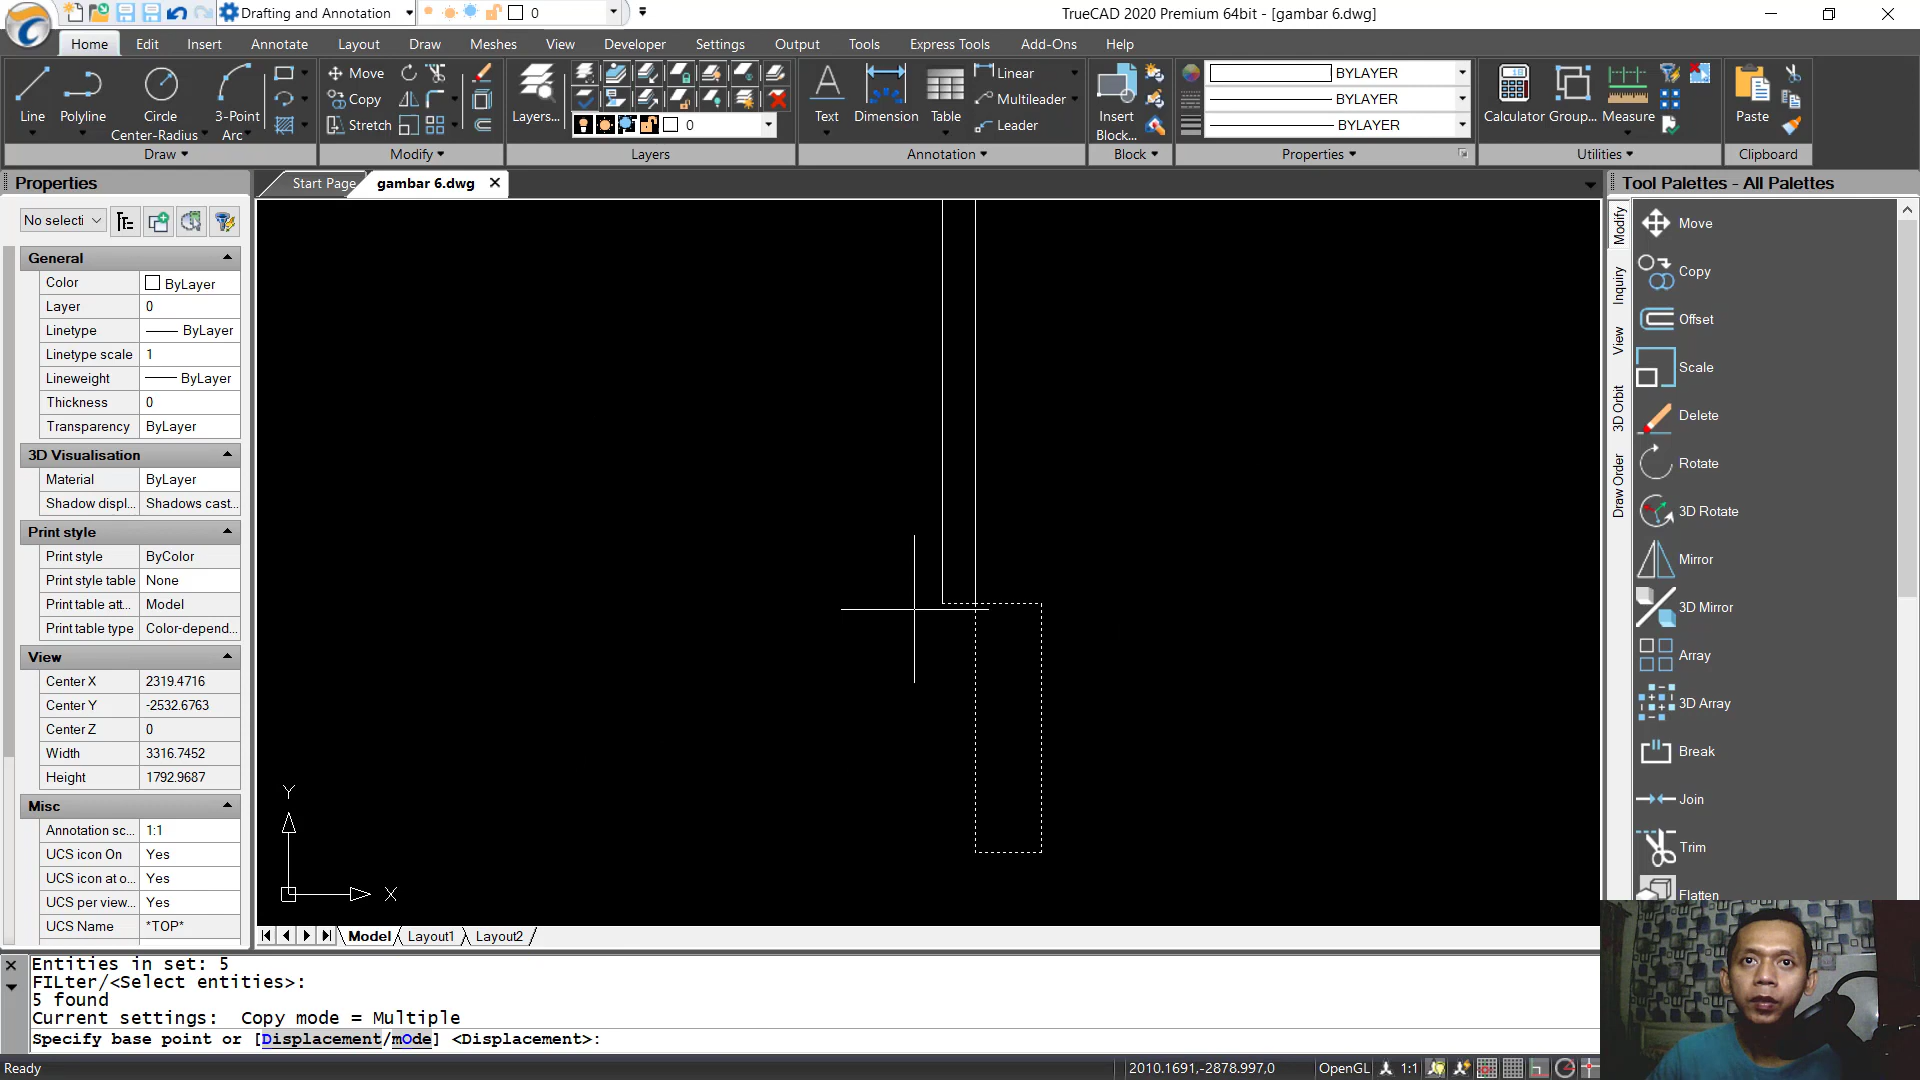 Drafting and Annotation
0
TrueCAD 2020 Premium 64bit - [gambar 6.dwg]
Home
Edit
Insert
Annotate
Layout
Draw
Meshes
View
Developer
Settings
Output
Tools
Express Tools
Add-Ons
Help
Line
Polyline
Circle
Center-Radius
3-Point
Arc
Draw
Move
Copy
Stretch
Modify
Layers...
0
Layers
Text
Dimension
Table
Linear
Multileader
Leader
Annotation
Insert
Block...
Block
BYLAYER
BYLAYER
BYLAYER
Properties
Calculator
Group...
Measure
Utilities
Paste
Clipboard
Properties
Start Page
gambar 6.dwg
Tool Palettes - All Palettes
No selecti
General
Color ByLayer
Layer 0
Linetype ByLayer
Linetype scale 1
Lineweight ByLayer
Thickness 0
Transparency ByLayer
3D Visualisation
Material ByLayer
Shadow displ... Shadows cast...
Print style
Print style ByColor
Print style table None
Print table att... Model
Print table type Color-depend...
View
Center X 2319.4716
Center Y -2532.6763
Center Z 0
Width 3316.7452
Height 1792.9687
Misc
Annotation sc... 1:1
UCS icon On Yes
UCS icon at o... Yes
UCS per view... Yes
UCS Name *TOP*
Y
X
Modify
Inquiry
View
3D Orbit
Draw Order
Move
Copy
Offset
Scale
Delete
Rotate
3D Rotate
Mirror
3D Mirror
Array
3D Array
Break
Join
Trim
Flatten
Model
Layout1
Layout2
Entities in set: 5
FILter/<Select entities>:
5 found
Current settings: Copy mode = Multiple
Specify base point or [Displacement/mOde] <Displacement>:
Ready
2010.1691,-2878.997,0
OpenGL
1:1